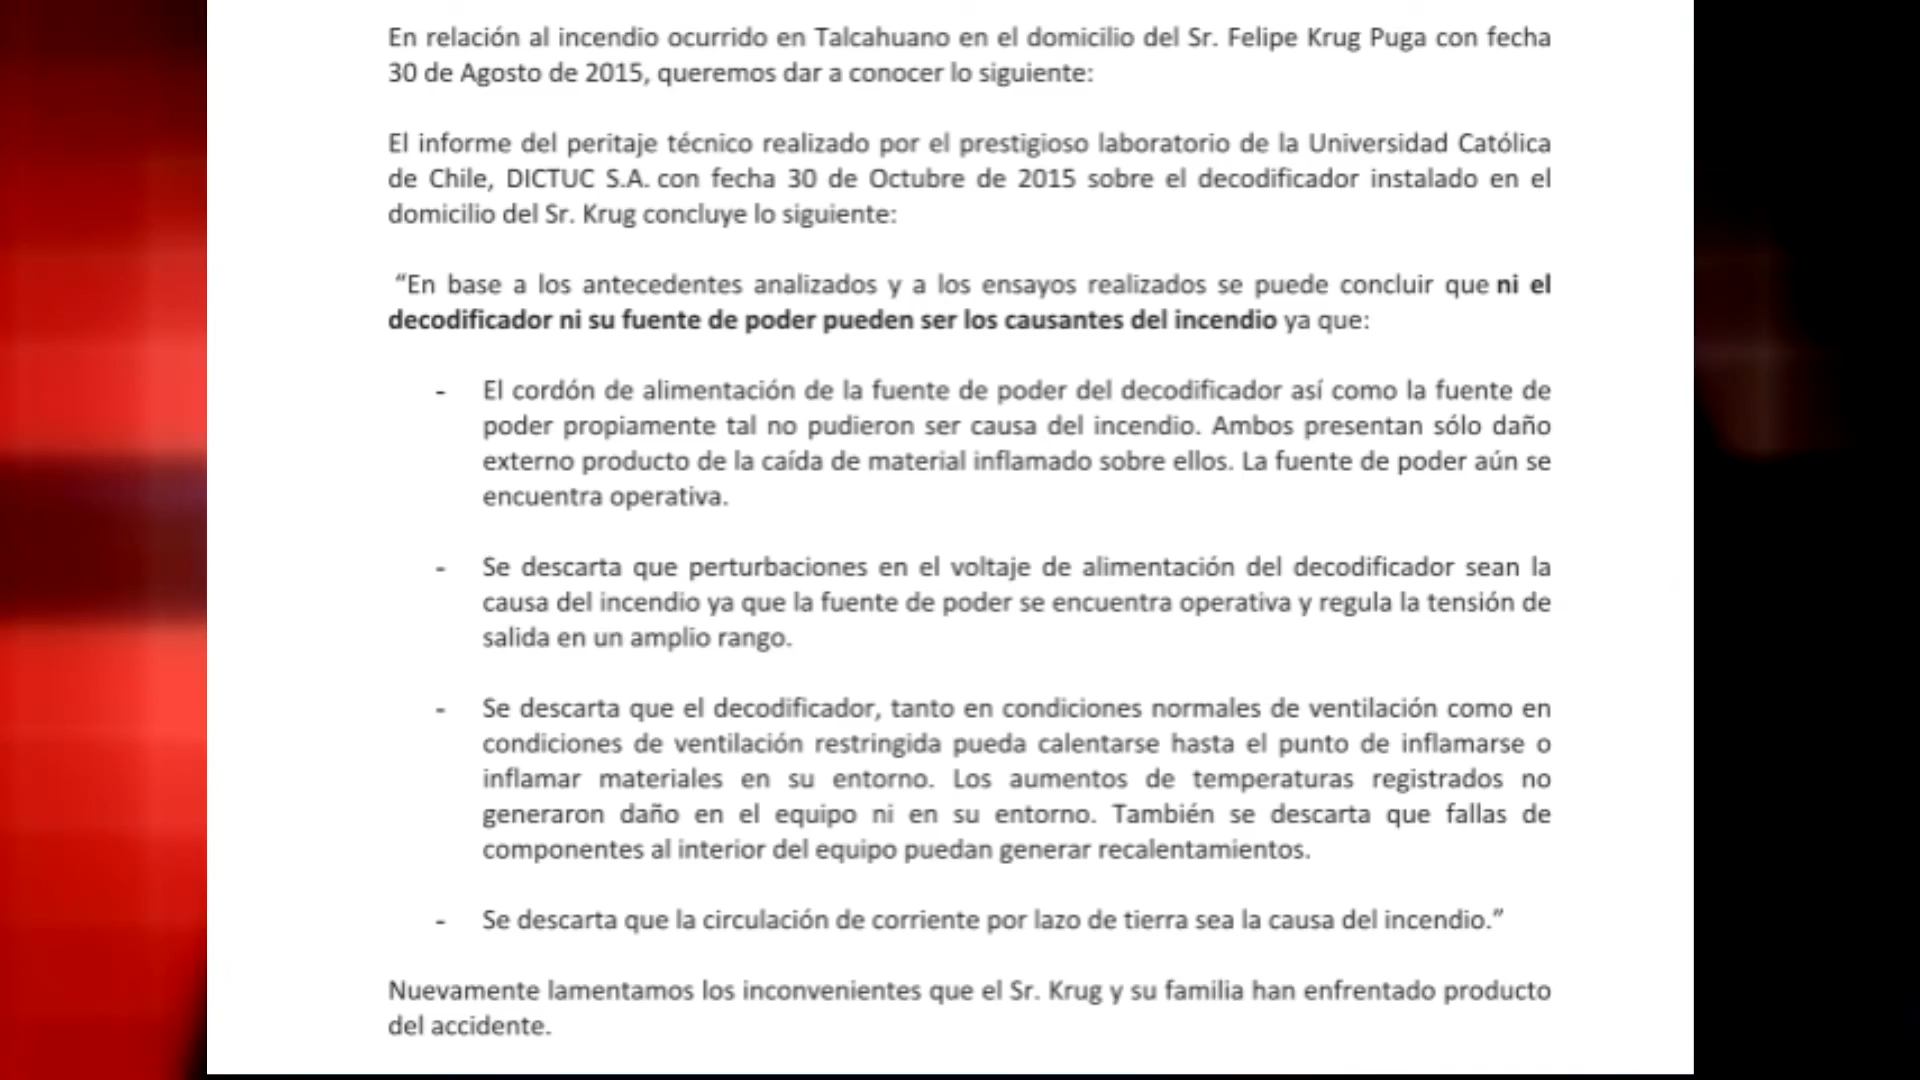 En relación al incendio ocurrido en Talcahuano en el domicilio del Sr. Felipe Krug Puga con fecha
30 de Agosto de 2015, queremos dar a conocer lo siguiente:
El informe del peritaje técnico realizado por el prestigioso laboratorio de la Universidad Católica
de Chile, DICTUC S.A. con fecha 30 de Octubre de 2015 sobre el decodificador instalado en el
domicilio del Sr. Krug concluye lo siguiente:
“En base a los antecedentes analizados y a los ensayos realizados se puede concluir que ni el
decodificador ni su fuente de poder pueden ser los causantes del incendio ya que:
- El cordón de alimentación de la fuente de poder del decodificador así como la fuente de
poder propiamente tal no pudieron ser causa del incendio. Ambos presentan sólo daño
externo producto de la caída de material inflamado sobre ellos. La fuente de poder aún se
encuentra operativa.
- Se descarta que perturbaciones en el voltaje de alimentación del decodificador sean la
causa del incendio ya que la fuente de poder se encuentra operativa y regula la tensión de
salida en un amplio rango.
- Se descarta que el decodificador, tanto en condiciones normales de ventilación como en
condiciones de ventilación restringida pueda calentarse hasta el punto de inflamarse o
inflamar materiales en su entorno. Los aumentos de temperaturas registrados no
generaron daño en el equipo ni en su entorno. También se descarta que fallas de
componentes al interior del equipo puedan generar recalentamientos.
- Se descarta que la circulación de corriente por lazo de tierra sea la causa del incendio.”
Nuevamente lamentamos los inconvenientes que el Sr. Krug y su familia han enfrentado producto
del accidente.